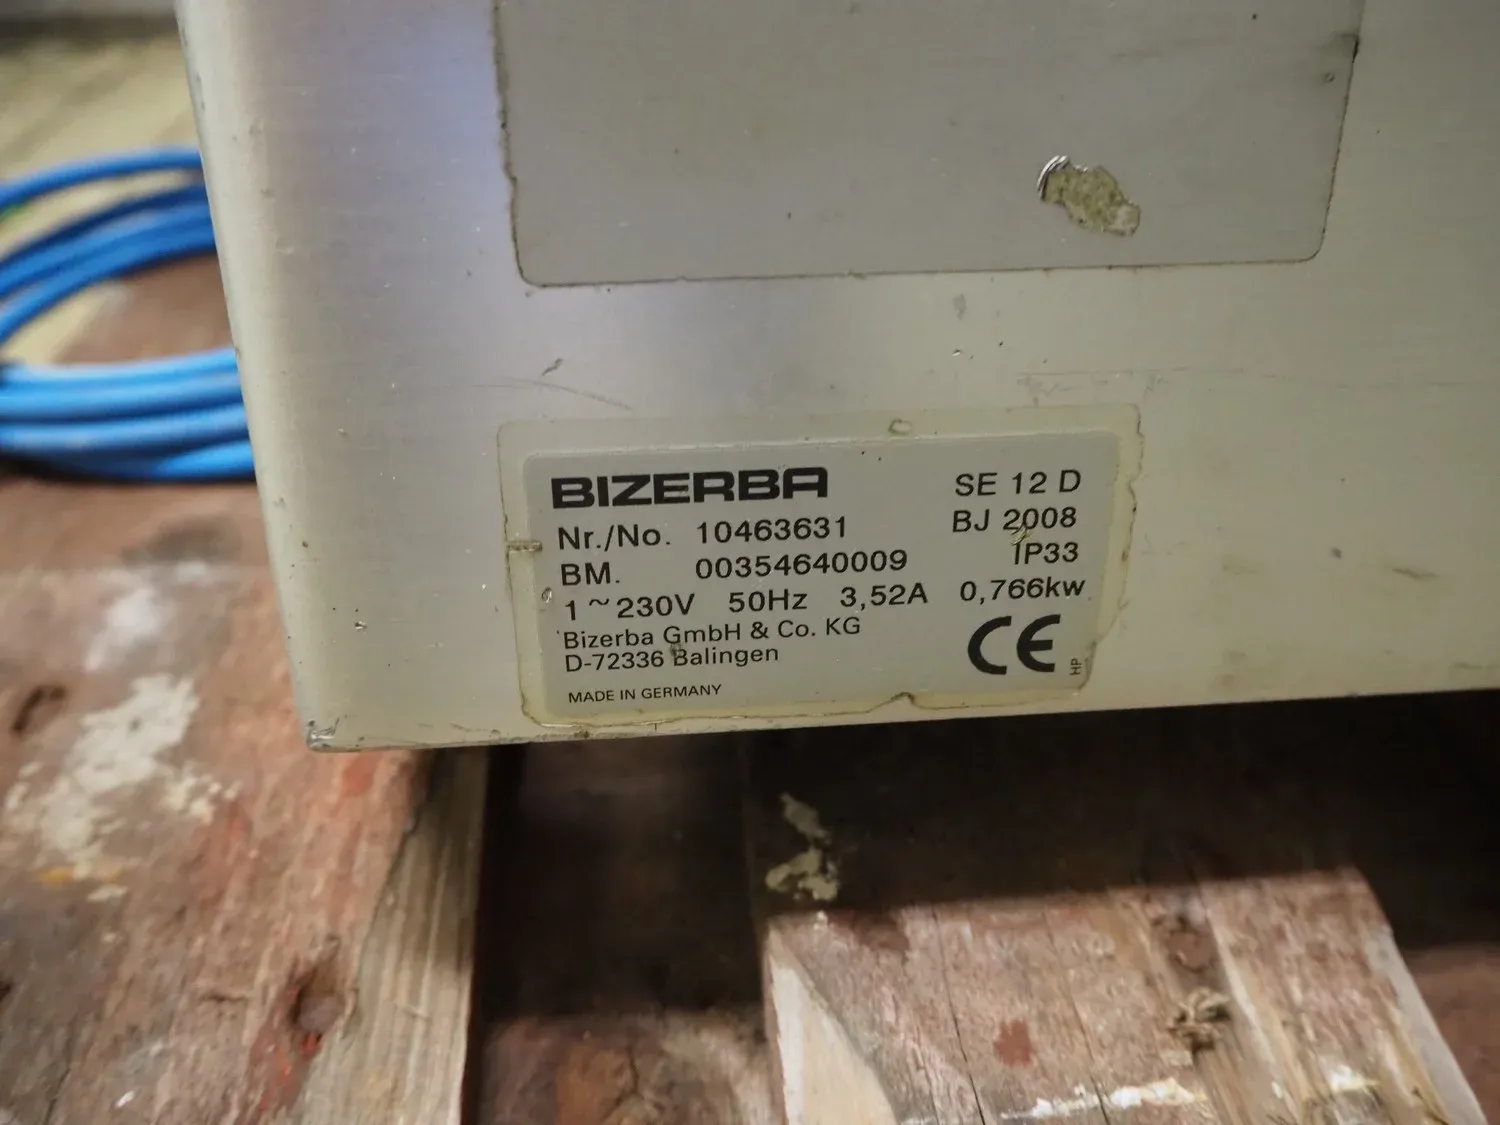 BIZERBA SE 12 D
Nr./No. 10463631 BJ 2008
BM. 00354640009 IP33
1~230V 50Hz 3,52A 0,766kw
Bizerba GmbH & Co. KG
D-72336 Balingen
CE HP
MADE IN GERMANY